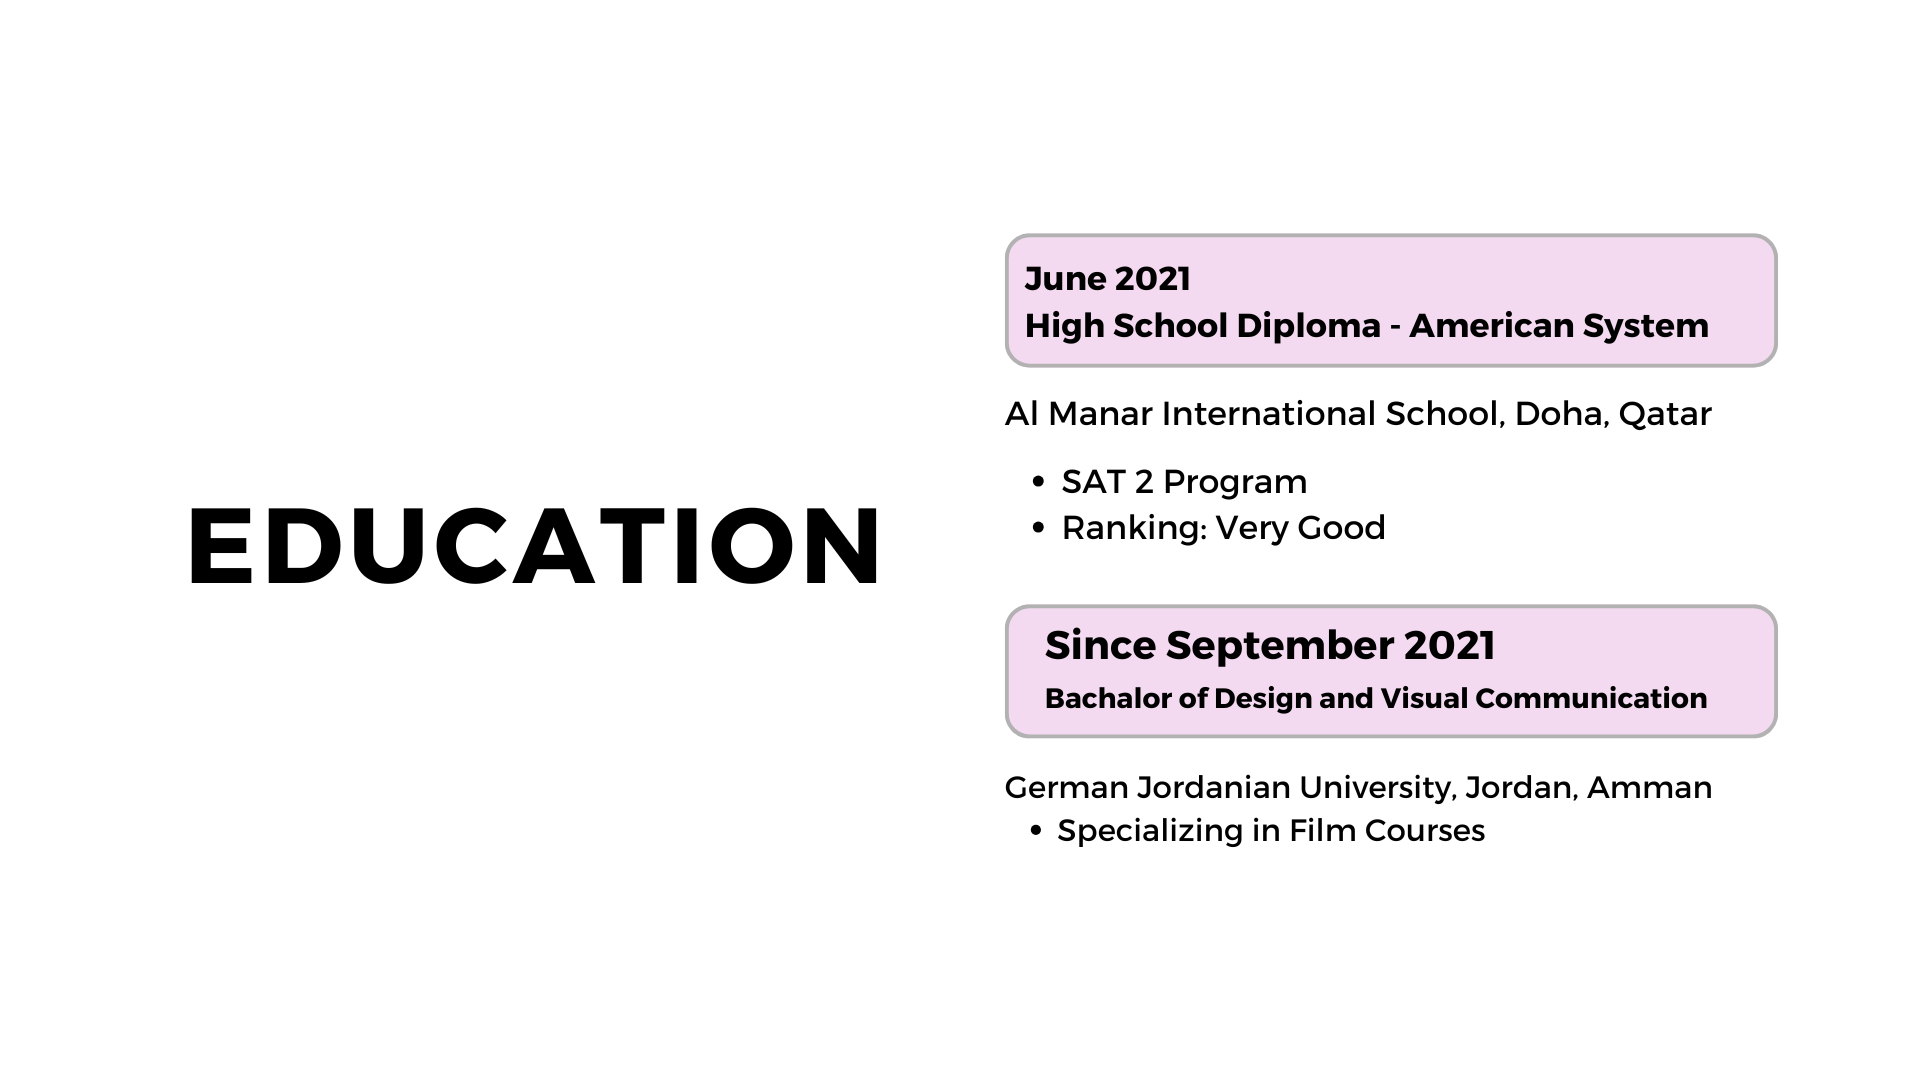 EDUCATION
June 2021
High School Diploma - American System
Al Manar International School, Doha, Qatar
• SAT 2 Program
• Ranking: Very Good
Since September 2021
Bachalor of Design and Visual Communication
German Jordanian University, Jordan, Amman
• Specializing in Film Courses